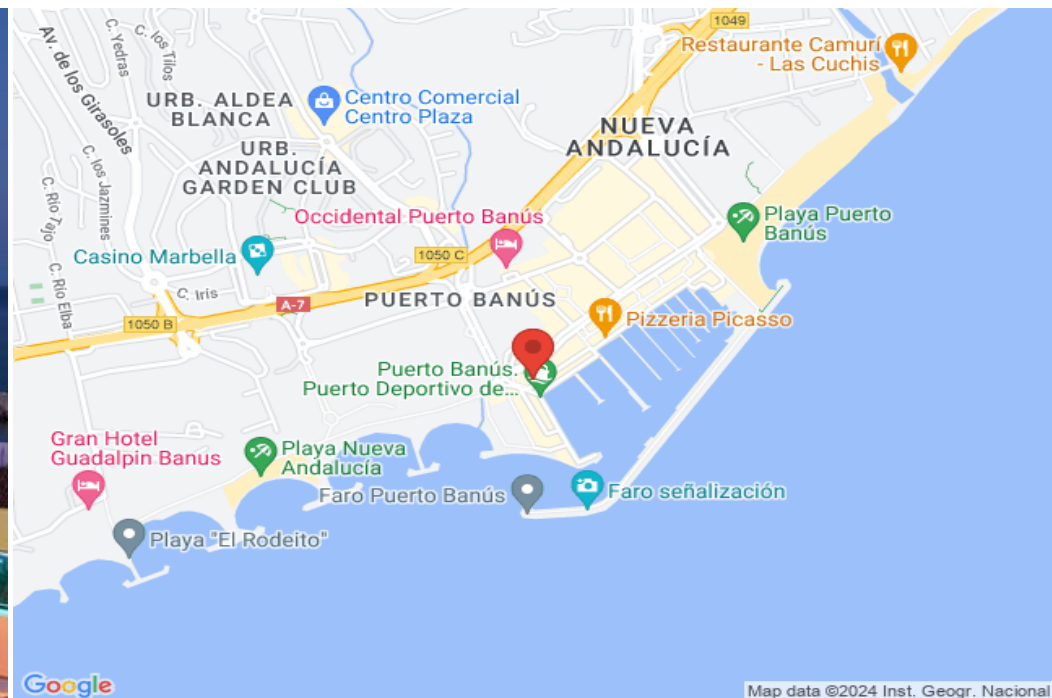 1049
Restaurante Camurí
- Las Cuchis
Av. de los Girasoles
C. Yedras
C. los Tilos
URB. ALDEA
BLANCA
Centro Comercial
Centro Plaza
NUEVA
ANDALUCÍA
URB.
ANDALUCÍA
GARDEN CLUB
C. los Jazmines
C. Río Tajo
Occidental Puerto Banús
Playa Puerto
Banús
Casino Marbella
1050 C
C. Río Elba
C. Iris
A-7
PUERTO BANÚS
1050 B
Pizzeria Picasso
Puerto Banús.
Puerto Deportivo de...
Gran Hotel
Guadalpin Banus
Playa Nueva
Andalucía
Faro Puerto Banús
Faro señalización
Playa "El Rodeito"
Google
Map data ©2024 Inst. Geogr. Nacional